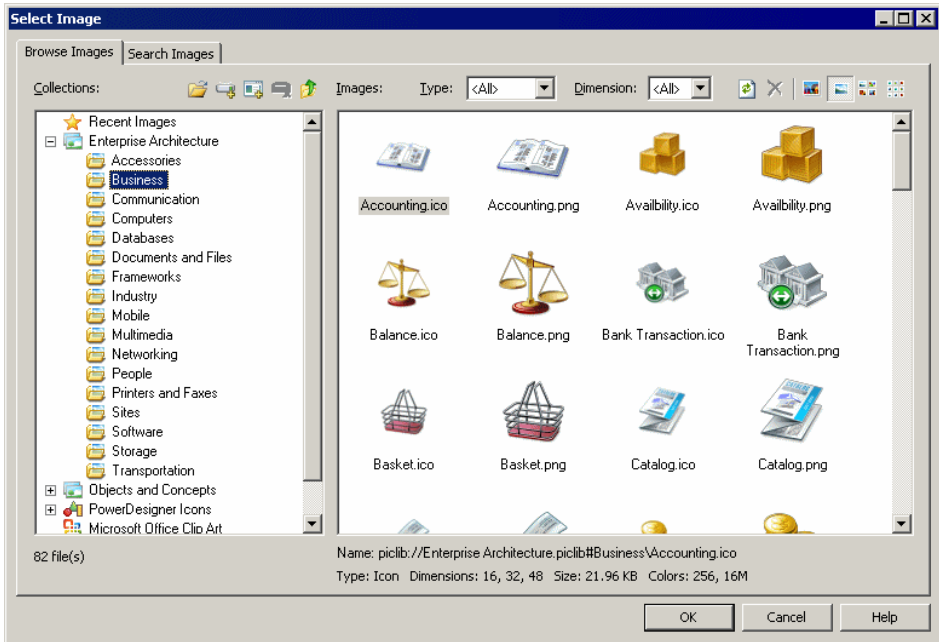 Select Image
Browse Images
Search Images
Collections:
Images:
Type:
<All>
Dimension:
<All>
Recent Images
Enterprise Architecture
Accessories
Business
Communication
Computers
Databases
Documents and Files
Frameworks
Industry
Mobile
Multimedia
Networking
People
Printers and Faxes
Sites
Software
Storage
Transportation
Objects and Concepts
PowerDesigner Icons
Microsoft Office Clip Art
Accounting.ico
Accounting.png
Availbility.ico
Availbility.png
Balance.ico
Balance.png
Bank Transaction.ico
Bank
Transaction.png
Basket.ico
Basket.png
Catalog.ico
Catalog.png
82 file(s)
Name: piclib://Enterprise Architecture.piclib#Business\Accounting.ico
Type: Icon Dimensions: 16, 32, 48 Size: 21.96 KB Colors: 256, 16M
OK
Cancel
Help